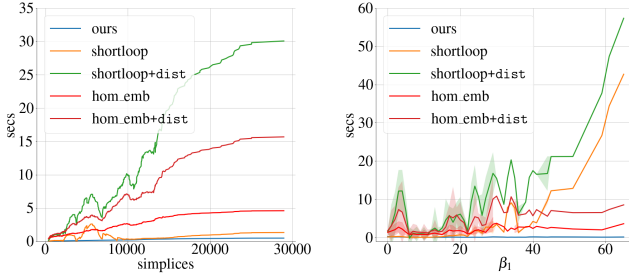 35
30
25
20
15
10
5
0
secs
ours
shortloop
shortloop+dist
hom_emb
hom_emb+dist
0
10000
20000
30000
simplices
60
50
40
30
20
10
0
secs
ours
shortloop
shortloop+dist
hom_emb
hom_emb+dist
0
20
40
60
β1